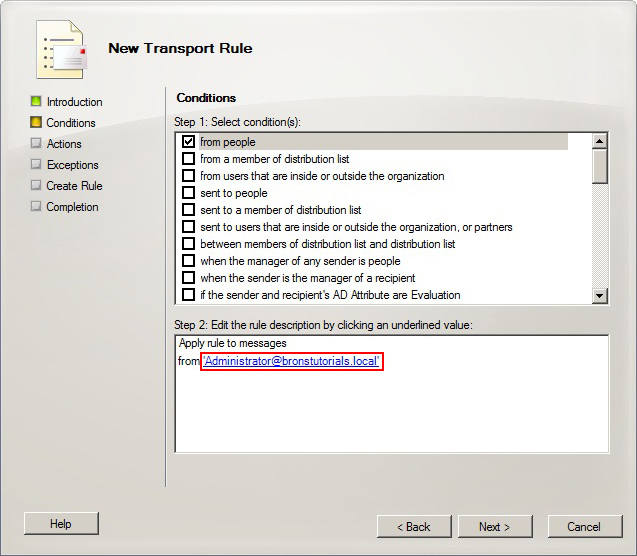 New Transport Rule
Introduction
Conditions
Actions
Exceptions
Create Rule
Completion
Conditions
Step 1: Select condition(s):
from people
from a member of distribution list
from users that are inside or outside the organization
sent to people
sent to a member of distribution list
sent to users that are inside or outside the organization, or partners
between members of distribution list and distribution list
when the manager of any sender is people
when the sender is the manager of a recipient
if the sender and recipient's AD Attribute are Evaluation
Step 2: Edit the rule description by clicking an underlined value:
Apply rule to messages
from 'Administrator@bronstutorials.local'
Help
< Back
Next >
Cancel